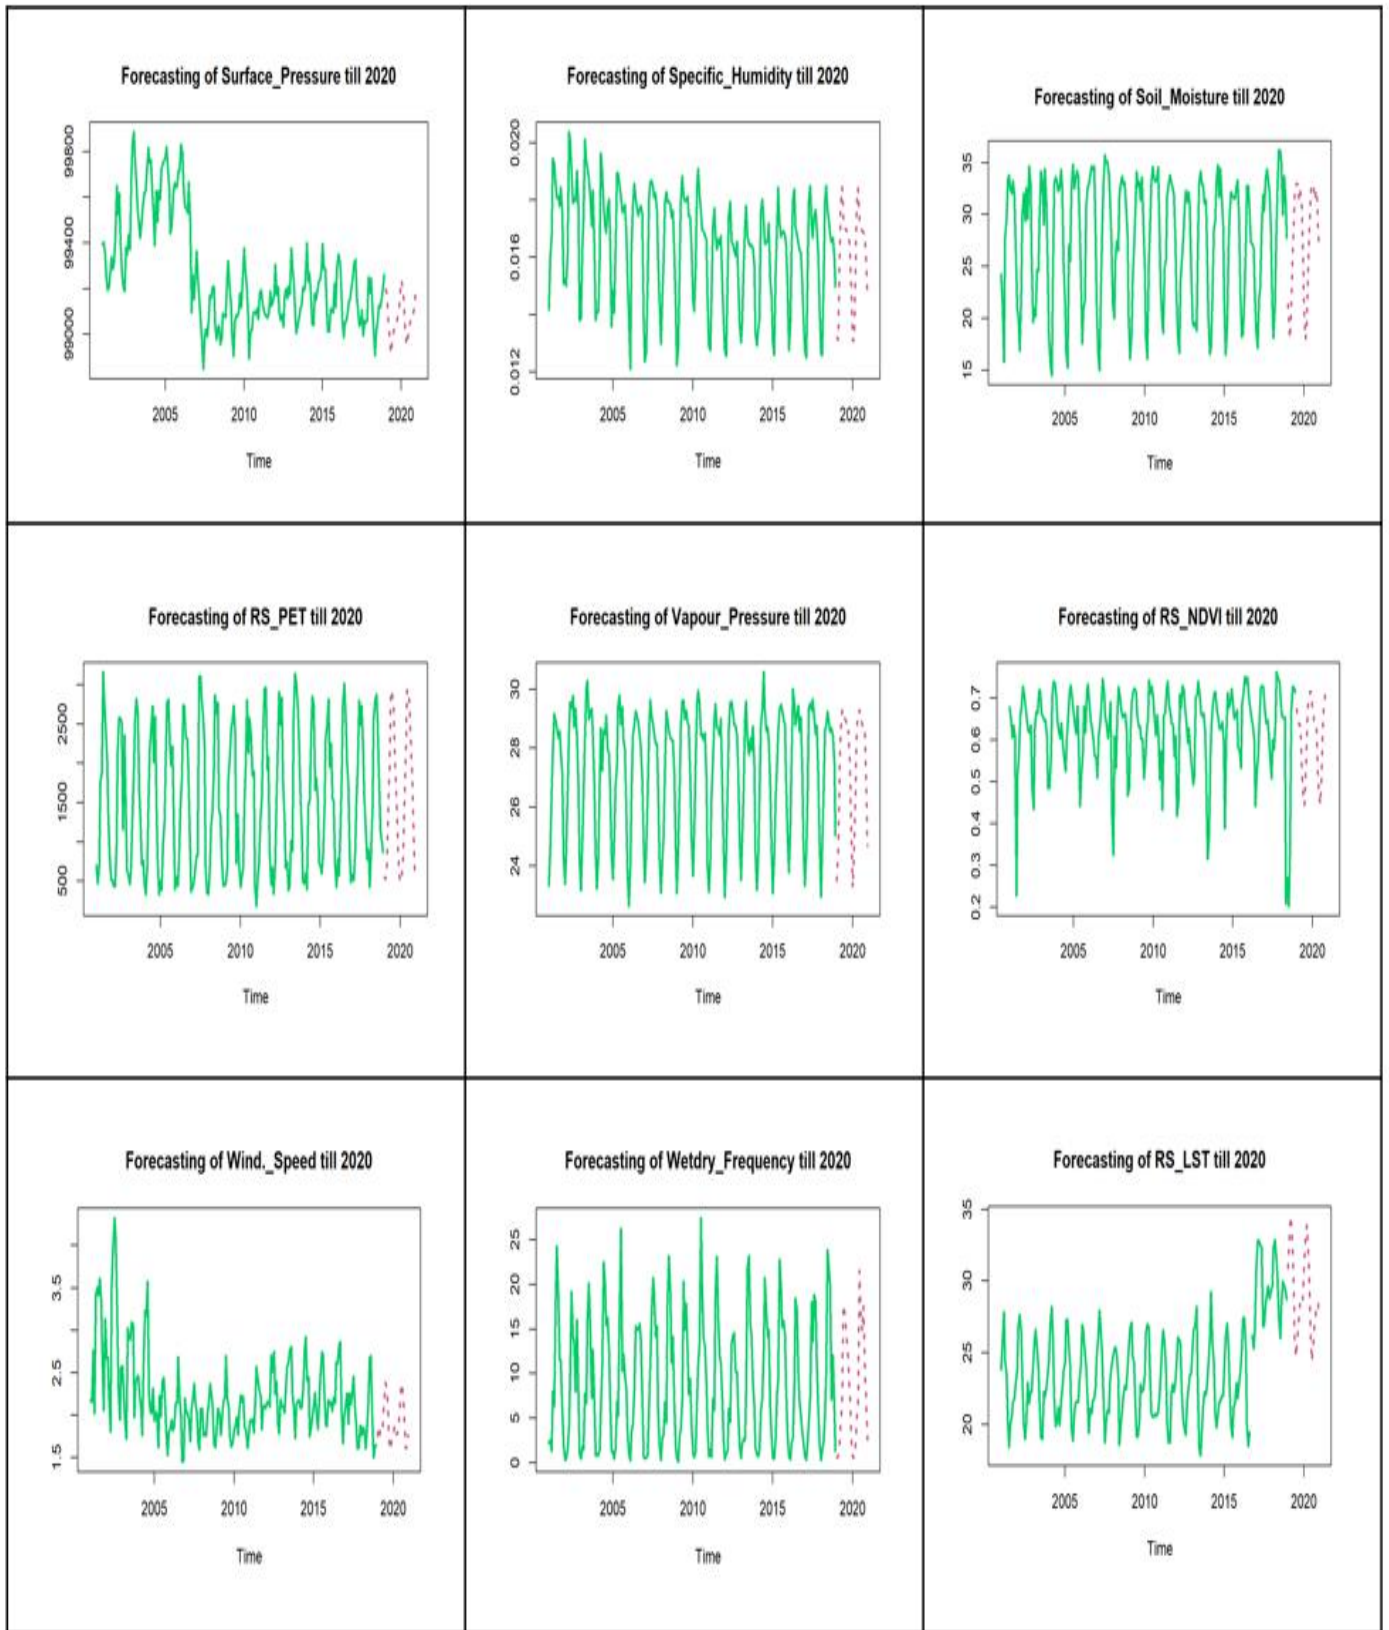 Forecasting of Surface_Pressure till 2020
99800
99400
99000
2005 2010 2015 2020
Time
Forecasting of Specific_Humidity till 2020
0.020
0.016
0.012
2005 2010 2015 2020
Time
Forecasting of Soil_Moisture till 2020
35
30
25
20
15
2005 2010 2015 2020
Time
Forecasting of RS_PET till 2020
2500
1500
500
2005 2010 2015 2020
Time
Forecasting of Vapour_Pressure till 2020
30
28
26
24
2005 2010 2015 2020
Time
Forecasting of RS_NDVI till 2020
0.7
0.6
0.5
0.4
0.3
0.2
2005 2010 2015 2020
Time
Forecasting of Wind._Speed till 2020
3.5
2.5
1.5
2005 2010 2015 2020
Time
Forecasting of Wetdry_Frequency till 2020
25
20
15
10
5
0
2005 2010 2015 2020
Time
Forecasting of RS_LST till 2020
35
30
25
20
2005 2010 2015 2020
Time